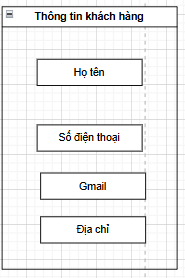 Thông tin khách hàng
Họ tên
Số điện thoại
Gmail
Địa chỉ